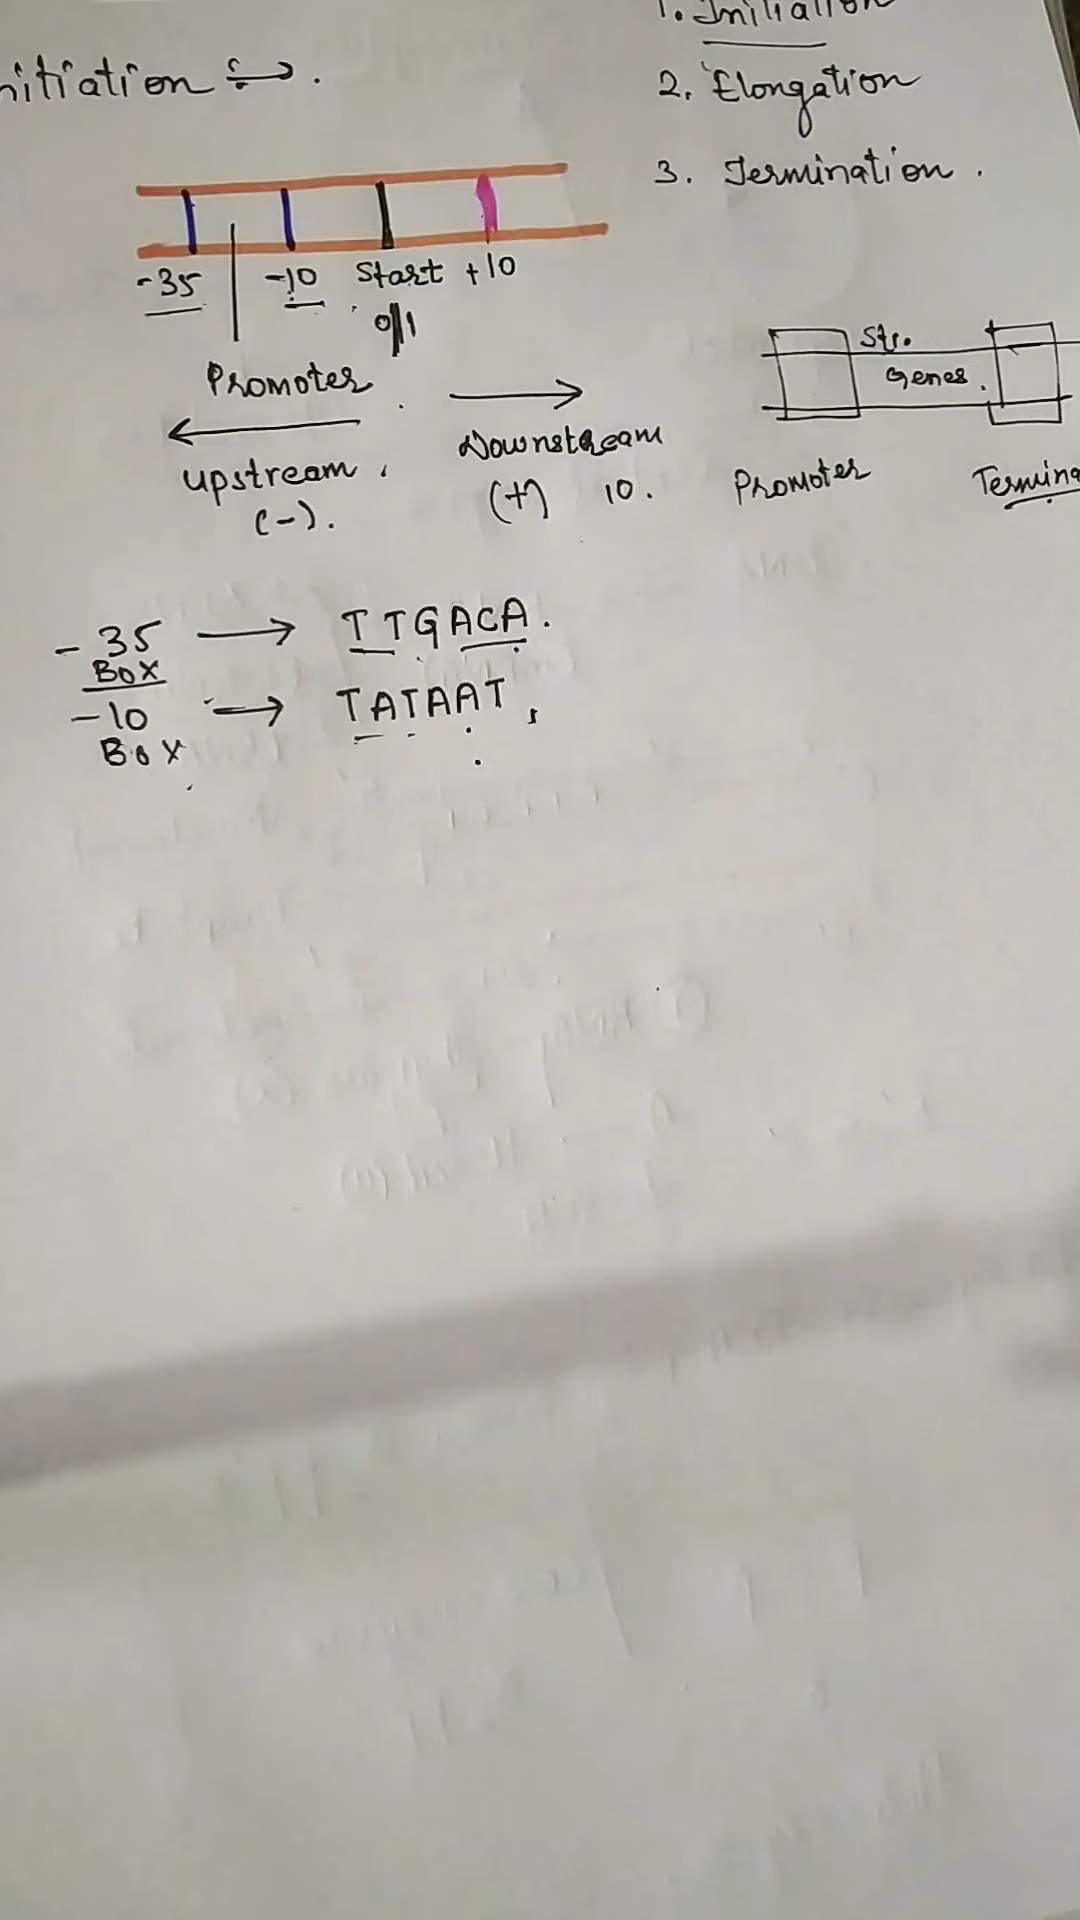 1. Initiation
nitiation :→.
2. Elongation
3. Termination.
-35 -10 Start +10
0/1
Promoter
Str.
Genes.
upstream.
(-).
Downstream
(+) 10.
Promoter Termina
-35 → TTGACA.
Box
-10 → TATAAT,
Box